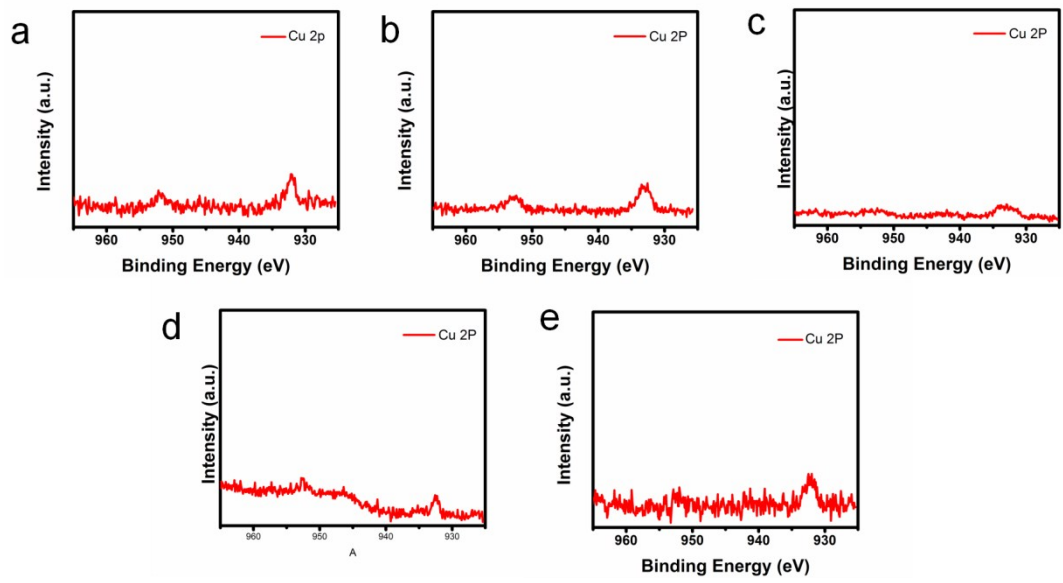 a
Cu 2p
Intensity (a.u.)
960 950 940 930
Binding Energy (eV)
b
Cu 2P
Intensity (a.u.)
960 950 940 930
Binding Energy (eV)
c
Cu 2P
Intensity (a.u.)
960 950 940 930
Binding Energy (eV)
d
Cu 2P
Intensity (a.u.)
960 950 940 930
A
e
Cu 2P
Intensity (a.u.)
960 950 940 930
Binding Energy (eV)